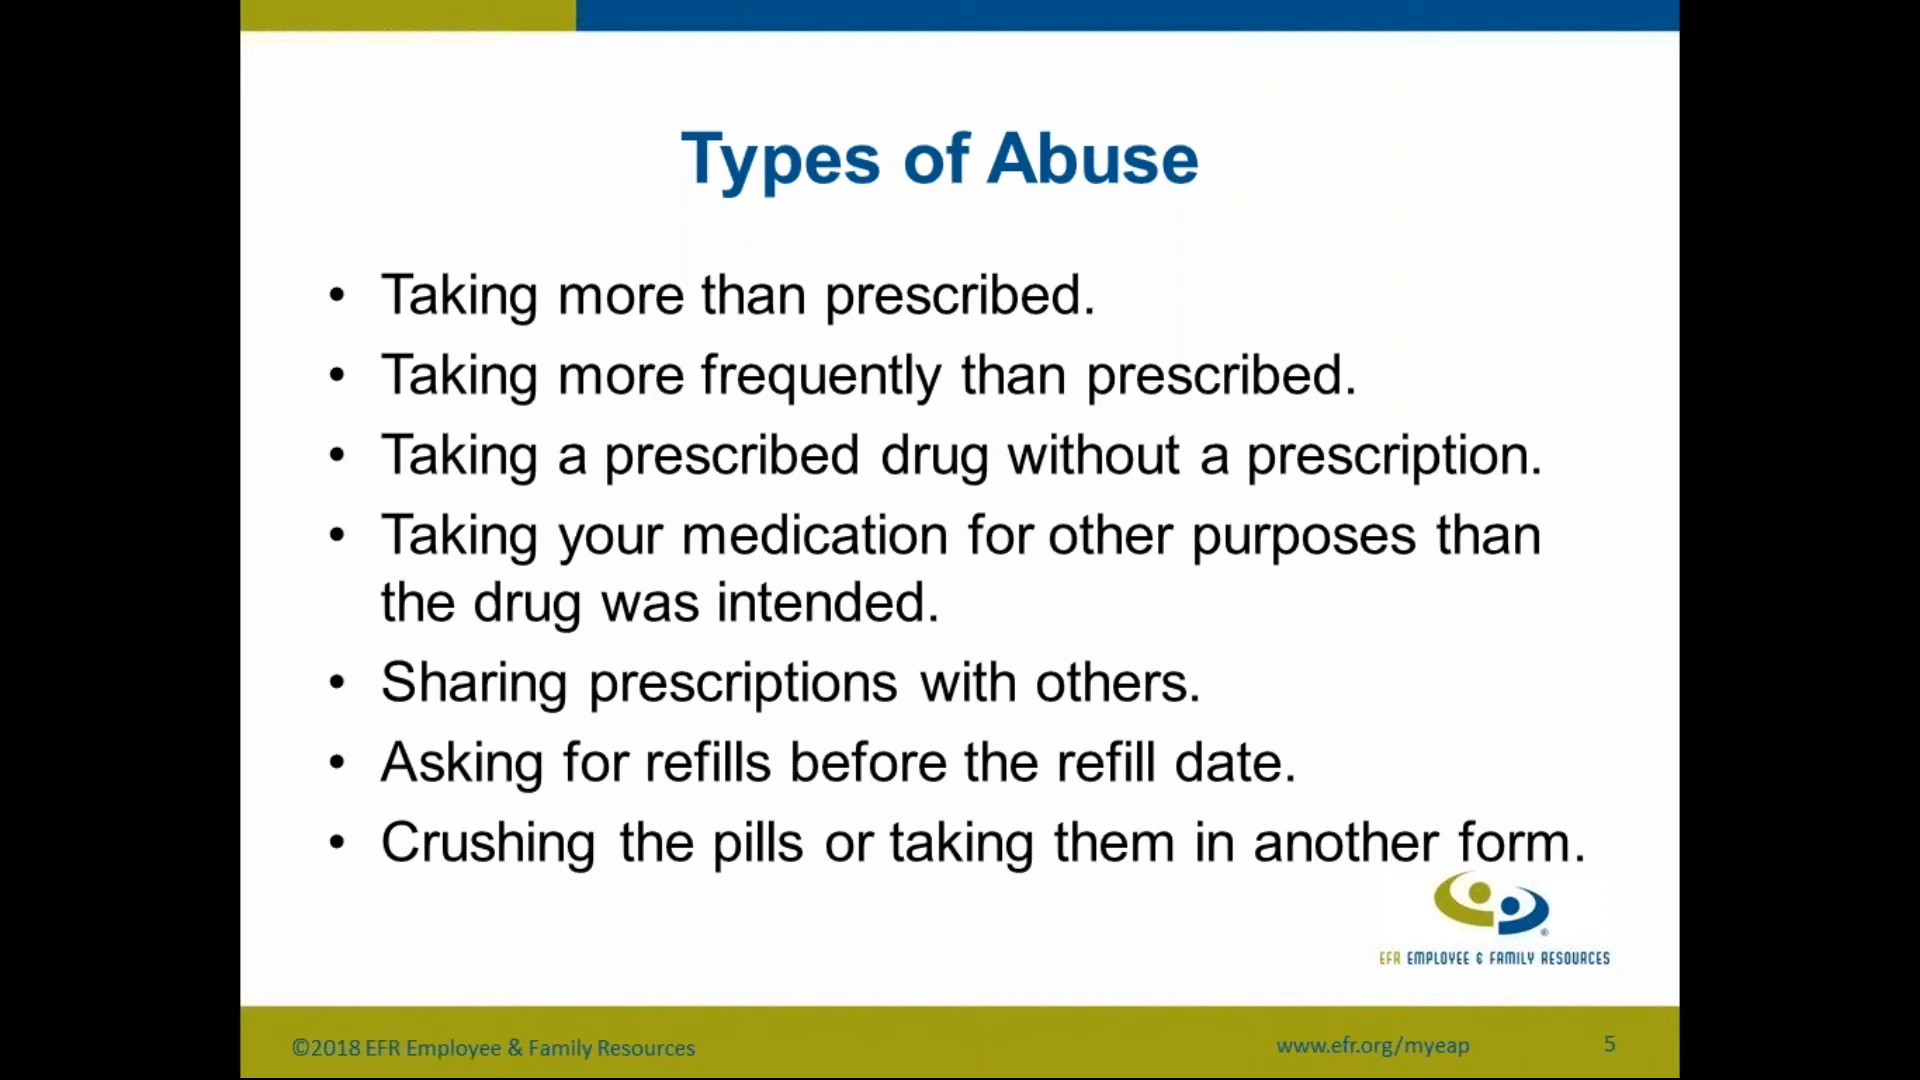 Types of Abuse
• Taking more than prescribed.
• Taking more frequently than prescribed.
• Taking a prescribed drug without a prescription.
• Taking your medication for other purposes than
the drug was intended.
• Sharing prescriptions with others.
• Asking for refills before the refill date.
• Crushing the pills or taking them in another form.
®
EFR EMPLOYEE & FAMILY RESOURCES
©2018 EFR Employee & Family Resources
www.efr.org/myeap
5